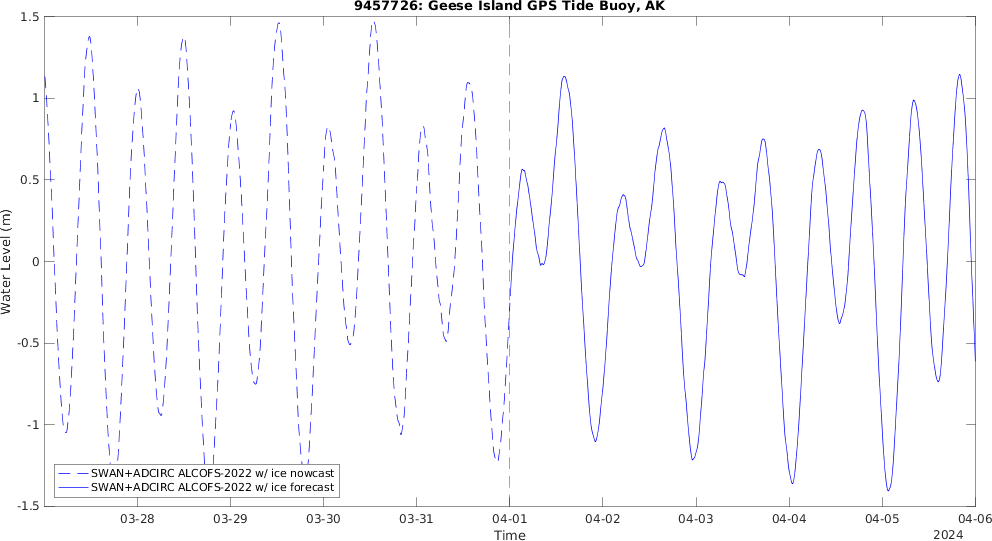 9457726: Geese Island GPS Tide Buoy, AK
1.5
1
0.5
0
-0.5
-1
-1.5
Water Level (m)
SWAN+ADCIRC ALCOFS-2022 w/ ice nowcast
SWAN+ADCIRC ALCOFS-2022 w/ ice forecast
03-28 03-29 03-30 03-31 04-01 04-02 04-03 04-04 04-05 04-06
Time
2024